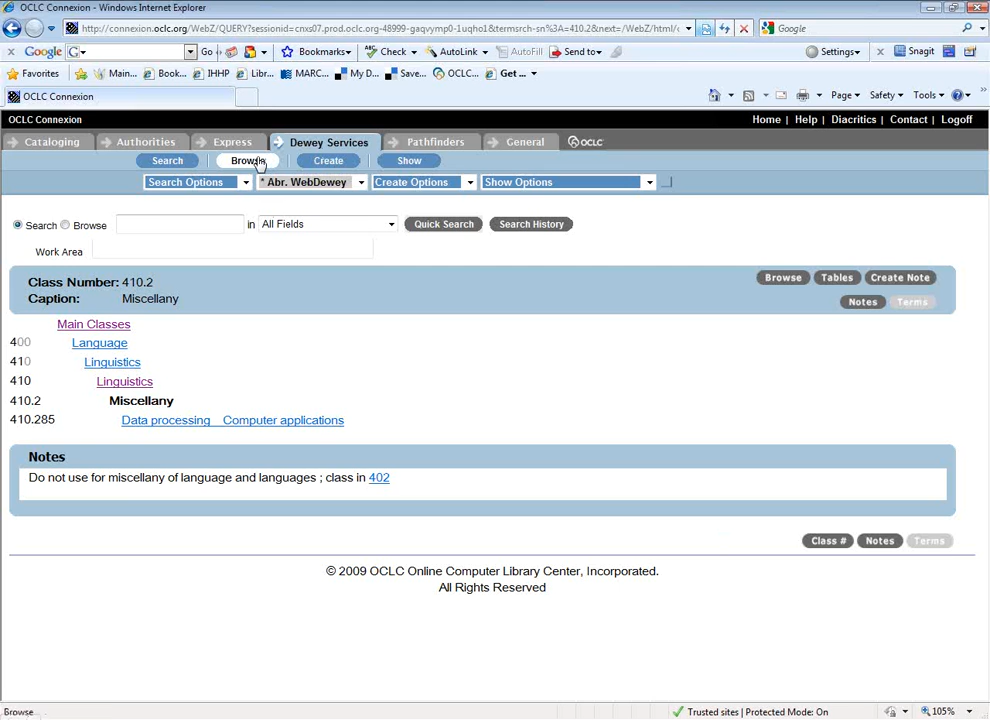 OCLC Connexion - Windows Internet Explorer
http://connexion.oclc.org/WebZ/QUERY?sessionid=cnxs07.prod.oclc.org-48999-gaqvymp0-1uqho1&termsrch-sn%3A=410.2&next=/WebZ/html/c
Google
Google Go Bookmarks Check AutoLink AutoFill Send to Settings Snagit
Favorites Main... Book... IHHP Libr... MARC... My D... Save... OCLC... Get ...
OCLC Connexion Page Safety Tools
OCLC Connexion Home | Help | Diacritics | Contact | Logoff
Cataloging Authorities Express Dewey Services Pathfinders General OCLC
Search Browse Create Show
Search Options * Abr. WebDewey Create Options Show Options
Search Browse in All Fields Quick Search Search History
Work Area
Class Number: 410.2 Browse Tables Create Note
Caption: Miscellany Notes Terms
Main Classes
400 Language
410 Linguistics
410 Linguistics
410.2 Miscellany
410.285 Data processing Computer applications
Notes
Do not use for miscellany of language and languages ; class in 402
Class # Notes Terms
© 2009 OCLC Online Computer Library Center, Incorporated.
All Rights Reserved
Browse Trusted sites | Protected Mode: On 105%